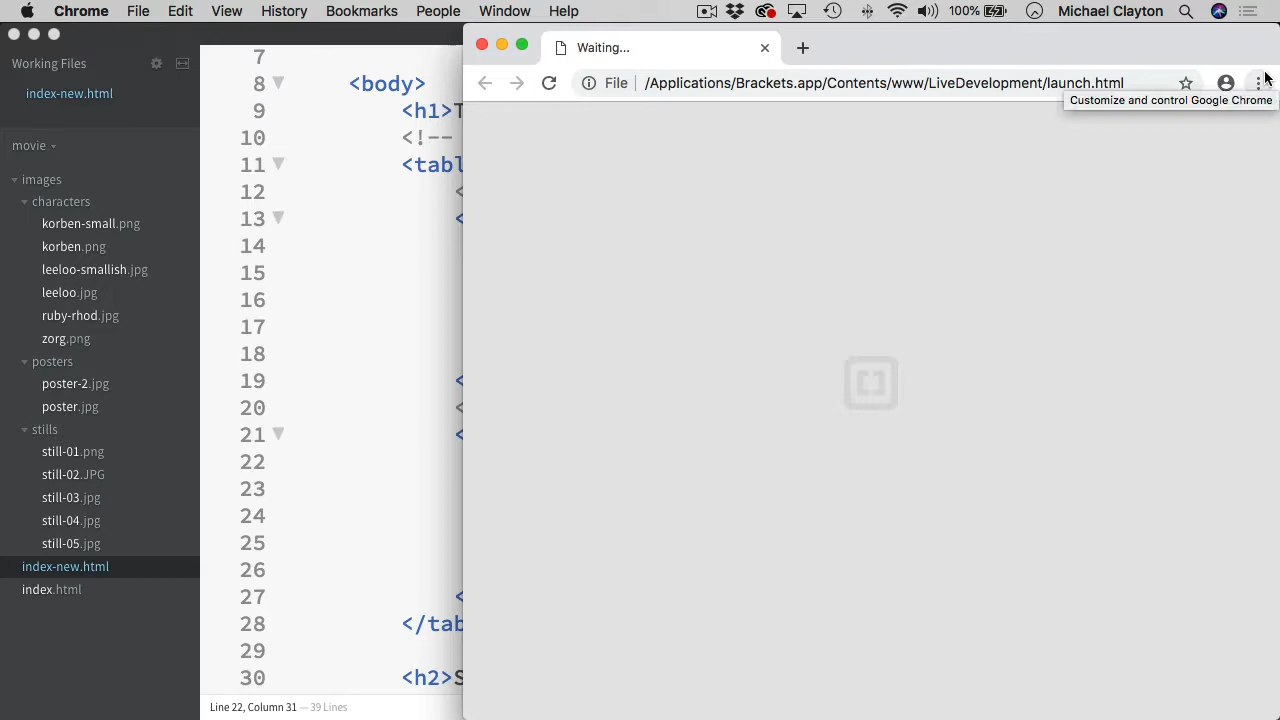 Chrome File Edit View History Bookmarks People Window Help 100% Michael Clayton
Working Files
index-new.html
movie
images
characters
korben-small.png
korben.png
leeloo-smallish.jpg
leeloo.jpg
ruby-rhod.jpg
zorg.png
posters
poster-2.jpg
poster.jpg
stills
still-01.png
still-02.JPG
still-03.jpg
still-04.jpg
still-05.jpg
index-new.html
index.html
7
8 <body>
9 <h1>T
10 <!--
11 <tabl
12 <
13 <
14
15
16
17
18
19 <
20 <
21 <
22
23
24
25
26
27 <
28 </tab
29
30 <h2>S
Line 22, Column 31 — 39 Lines
Waiting...
File /Applications/Brackets.app/Contents/www/LiveDevelopment/launch.html
Customize and control Google Chrome